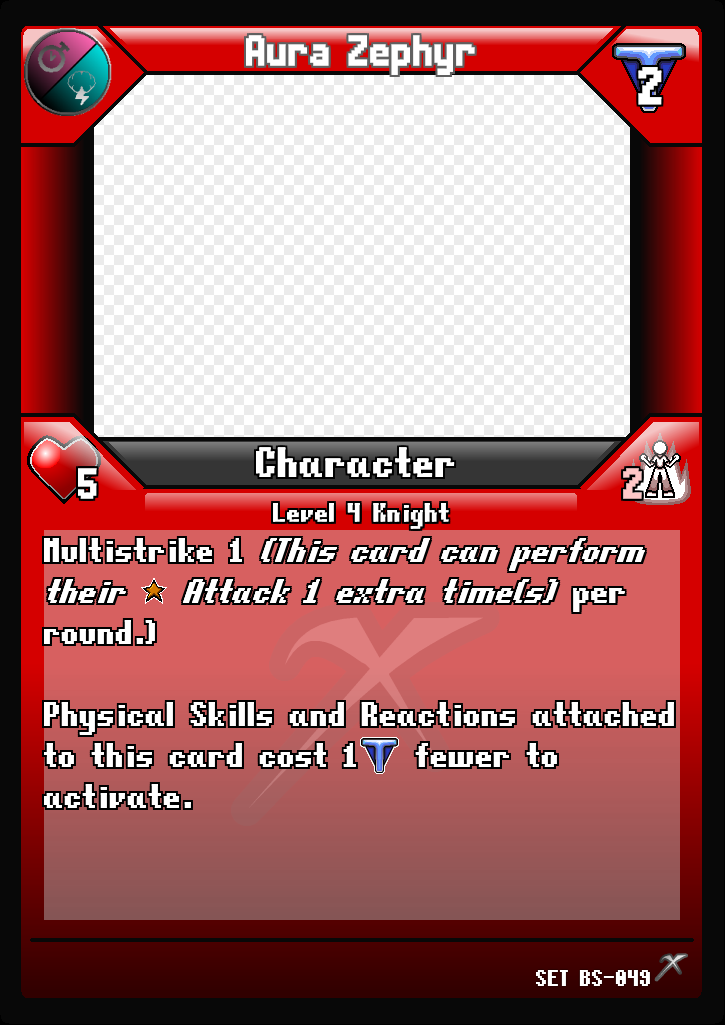 Aura Zephyr
2
Character
5
2
Level 4 Knight
Multistrike 1 (This card can perform
their ★ Attack 1 extra time(s) per
round.)
Physical Skills and Reactions attached
to this card cost 1 fewer to
activate.
SET BS-049